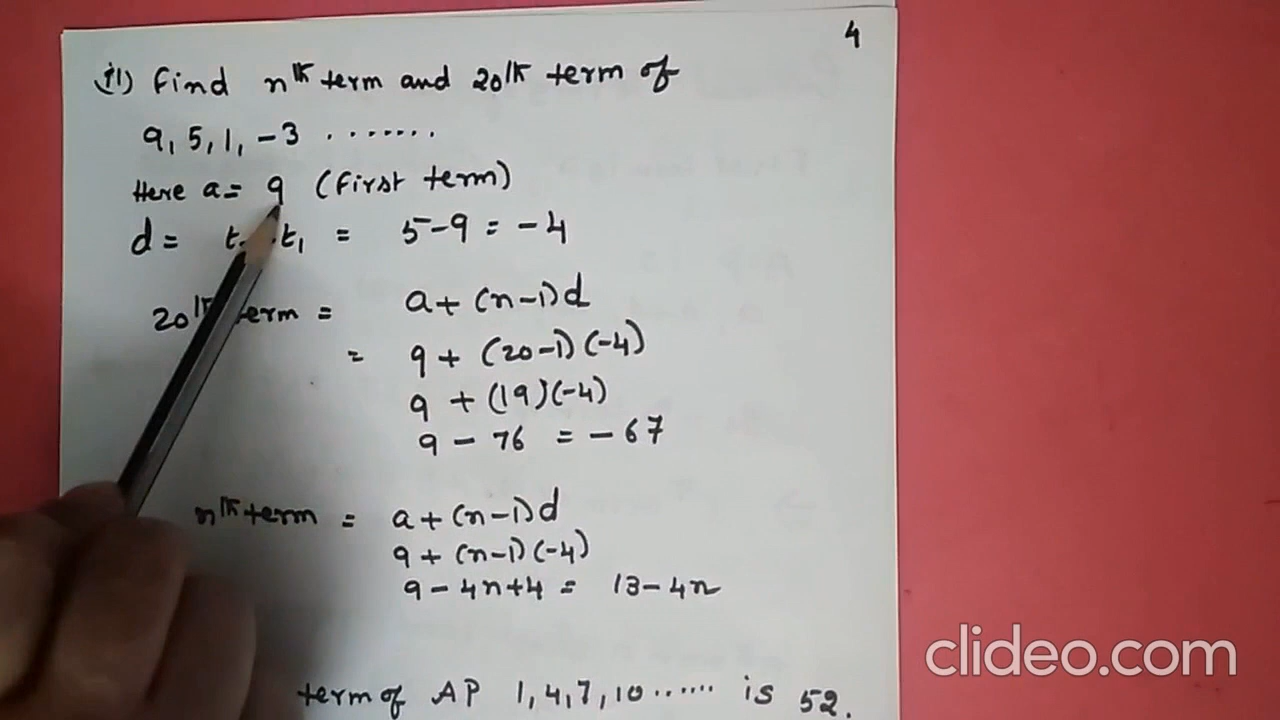 4
(ii) Find nth term and 20th term of
9, 5, 1, -3 .......
Here a = 9 (First term)
d = t t1 = 5-9 = -4
20th term = a + (n-1)d
= 9 + (20-1)(-4)
9 + (19)(-4)
9 - 76 = -67
nth term = a + (n-1)d
9 + (n-1)(-4)
9 - 4n+4 = 13-4n
term of AP 1, 4, 7, 10 ...... is 52.
clideo.com